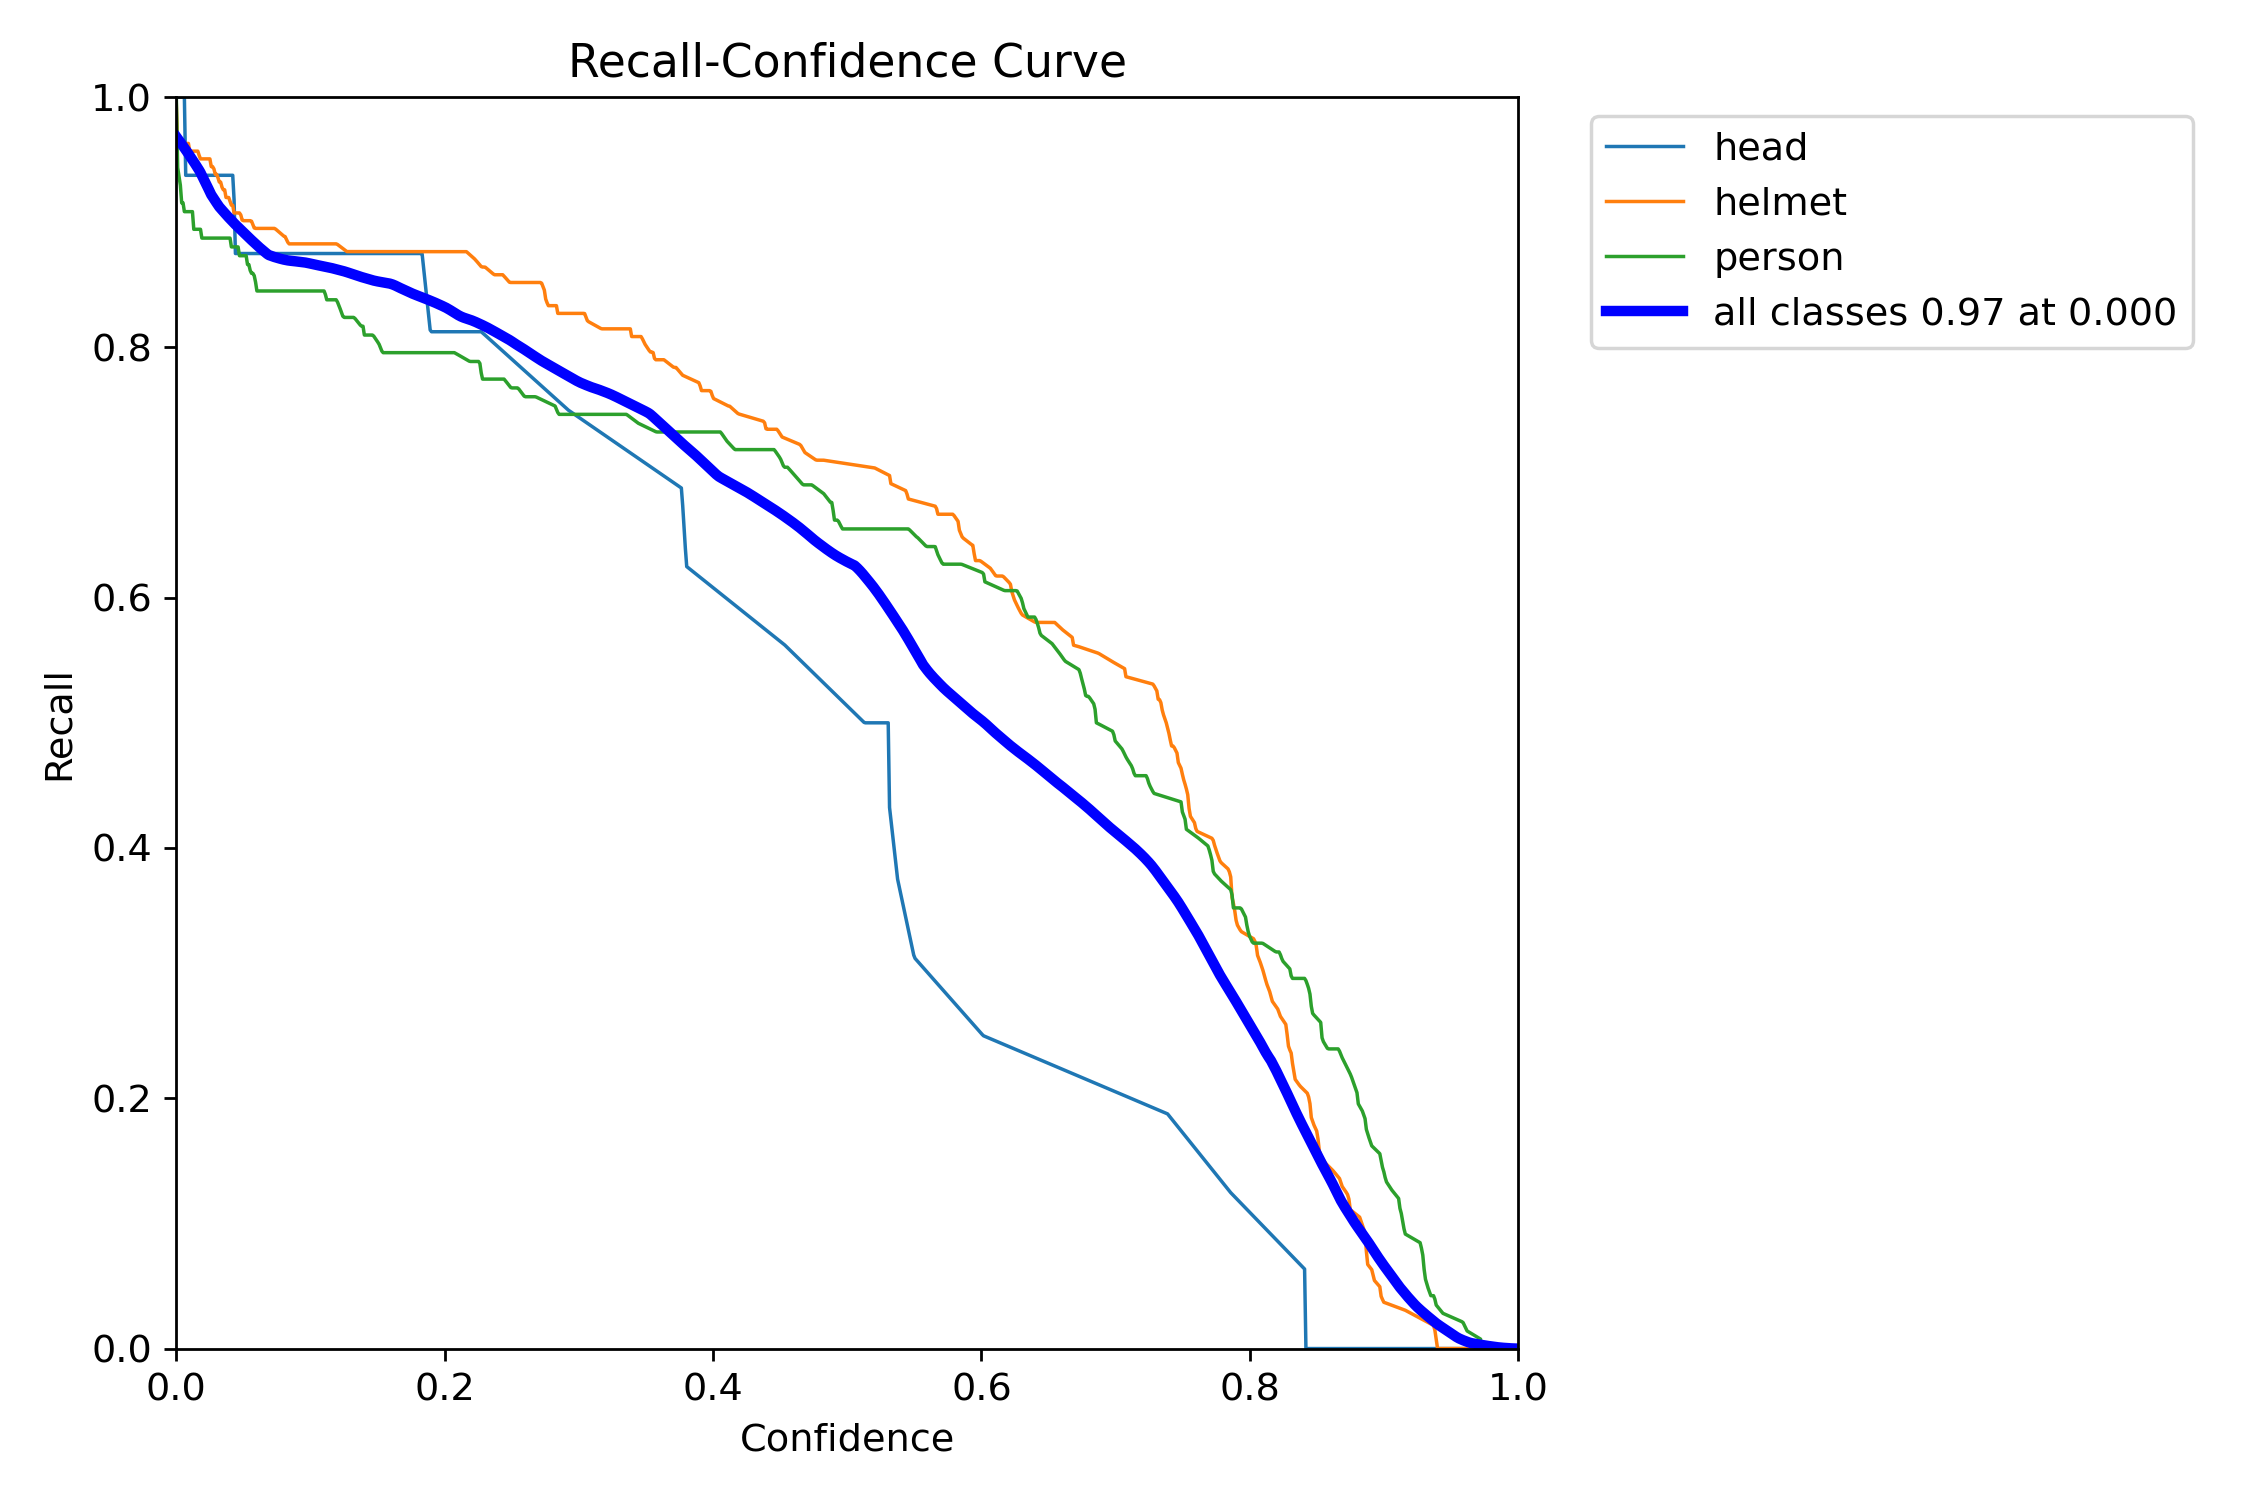 Recall-Confidence Curve
1.0
0.8
0.6
0.4
0.2
0.0
Recall
0.0 0.2 0.4 0.6 0.8 1.0
Confidence
head
helmet
person
all classes 0.97 at 0.000